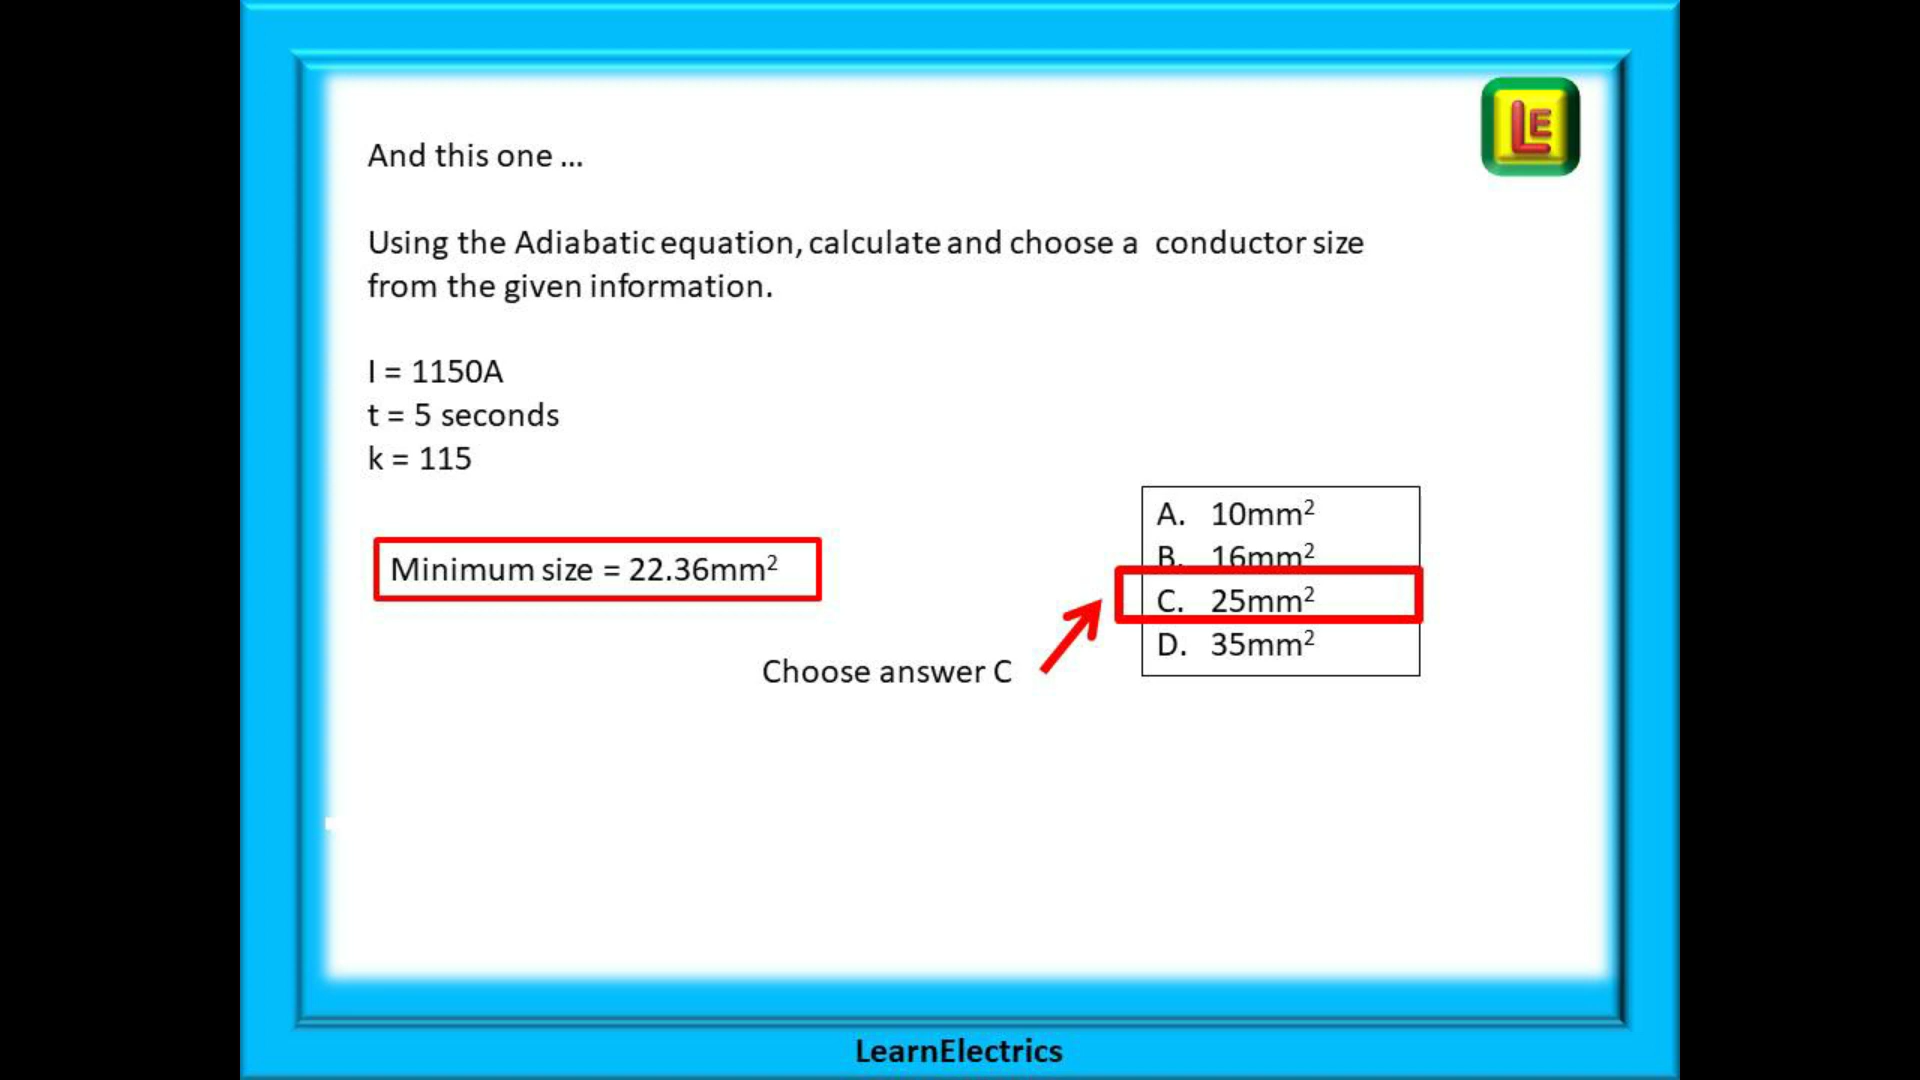 LE
And this one ...
Using the Adiabatic equation, calculate and choose a conductor size
from the given information.
I = 1150A
t = 5 seconds
k = 115
Minimum size = 22.36mm²
A. 10mm²
B. 16mm²
C. 25mm²
D. 35mm²
Choose answer C
LearnElectrics